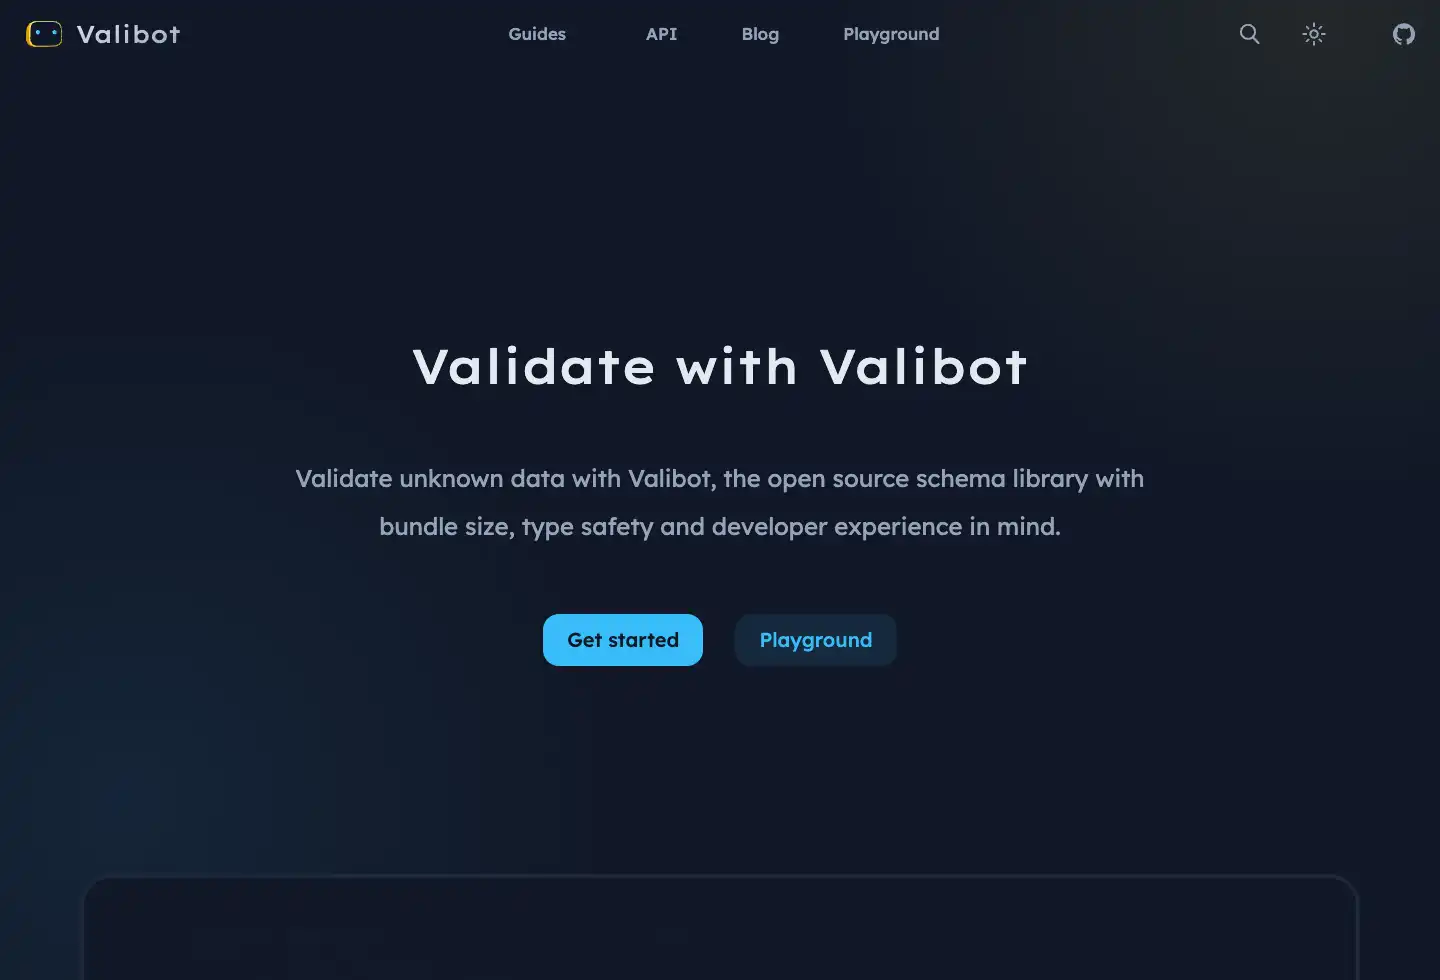 Valibot
Guides
API
Blog
Playground
Validate with Valibot
Validate unknown data with Valibot, the open source schema library with
bundle size, type safety and developer experience in mind.
Get started
Playground